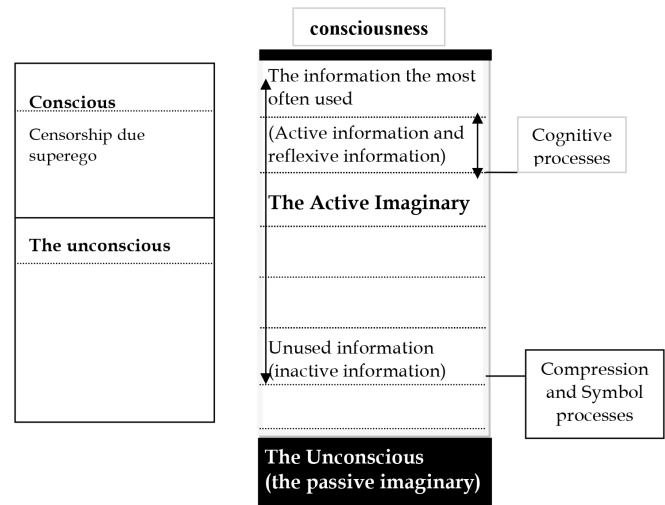 consciousness
Conscious
Censorship due
superego
The unconscious
The information the most
often used
(Active information and
reflexive information)
The Active Imaginary
Unused information
(inactive information)
The Unconscious
(the passive imaginary)
Cognitive
processes
Compression
and Symbol
processes